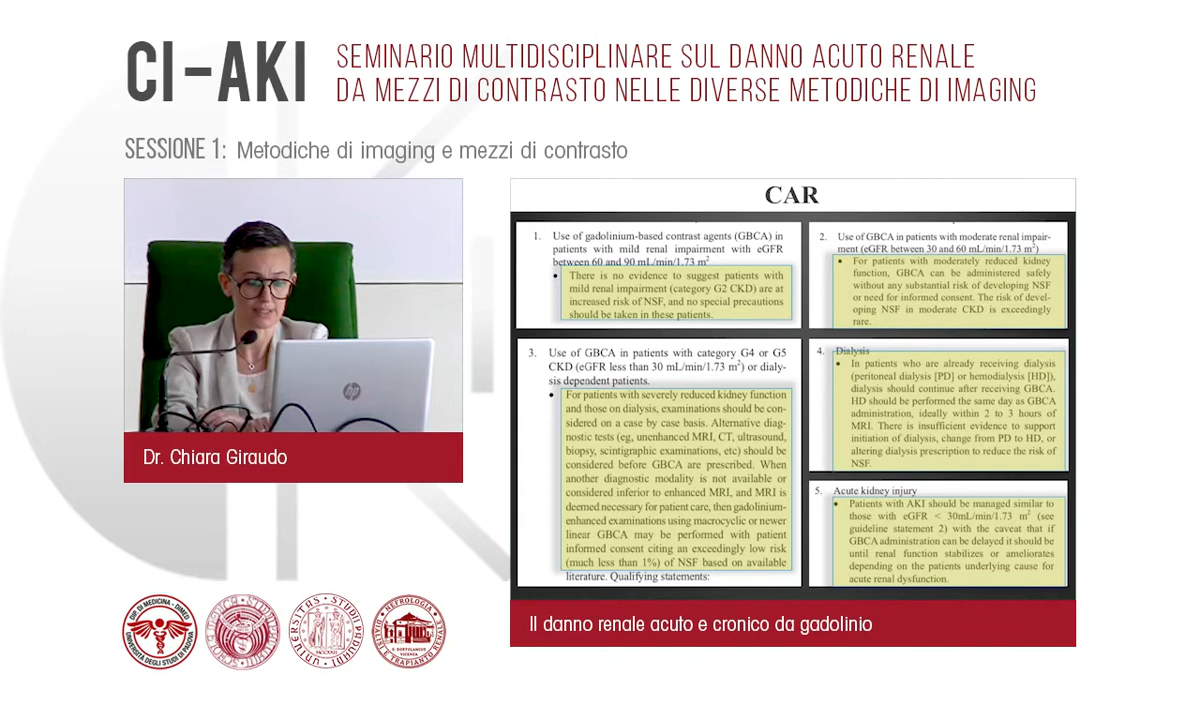 CI-AKI
SEMINARIO MULTIDISCIPLINARE SUL DANNO ACUTO RENALE
DA MEZZI DI CONTRASTO NELLE DIVERSE METODICHE DI IMAGING
SESSIONE 1: Metodiche di imaging e mezzi di contrasto
hp
Dr. Chiara Giraudo
CAR
1. Use of gadolinium-based contrast agents (GBCA) in
patients with mild renal impairment with eGFR
between 60 and 90 mL/min/1.73 m²
• There is no evidence to suggest patients with
mild renal impairment (category G2 CKD) are at
increased risk of NSF, and no special precautions
should be taken in these patients.
2. Use of GBCA in patients with moderate renal impair-
ment (eGFR between 30 and 60 mL/min/1.73 m²)
• For patients with moderately reduced kidney
function, GBCA can be administered safely
without any substantial risk of developing NSF
or need for informed consent. The risk of devel-
oping NSF in moderate CKD is exceedingly
rare.
3. Use of GBCA in patients with category G4 or G5
CKD (eGFR less than 30 mL/min/1.73 m²) or dialy-
sis dependent patients.
• For patients with severely reduced kidney function
and those on dialysis, examinations should be con-
sidered on a case by case basis. Alternative diag-
nostic tests (eg, unenhanced MRI, CT, ultrasound,
biopsy, scintigraphic examinations, etc) should be
considered before GBCA are prescribed. When
another diagnostic modality is not available or
considered inferior to enhanced MRI, and MRI is
deemed necessary for patient care, then gadolinium-
enhanced examinations using macrocyclic or newer
linear GBCA may be performed with patient
informed consent citing an exceedingly low risk
(much less than 1%) of NSF based on available
literature. Qualifying statements:
4. Dialysis
• In patients who are already receiving dialysis
(peritoneal dialysis [PD] or hemodialysis [HD]),
dialysis should continue after receiving GBCA.
HD should be performed the same day as GBCA
administration, ideally within 2 to 3 hours of
MRI. There is insufficient evidence to support
initiation of dialysis, change from PD to HD, or
altering dialysis prescription to reduce the risk of
NSF.
5. Acute kidney injury
• Patients with AKI should be managed similar to
those with eGFR < 30mL/min/1.73 m² (see
guideline statement 2) with the caveat that if
GBCA administration can be delayed it should be
until renal function stabilizes or ameliorates
depending on the patients underlying cause for
acute renal dysfunction.
Il danno renale acuto e cronico da gadolinio
DIP. DI MEDICINA - DIMED
UNIVERSITÀ DEGLI STUDI DI PADOVA
UNIVERSITAS STUDII PADUANI
MCCXXII
NEFROLOGIA
DIALISI E TRAPIANTO RENALE
S. BORTOLO
VICENZA